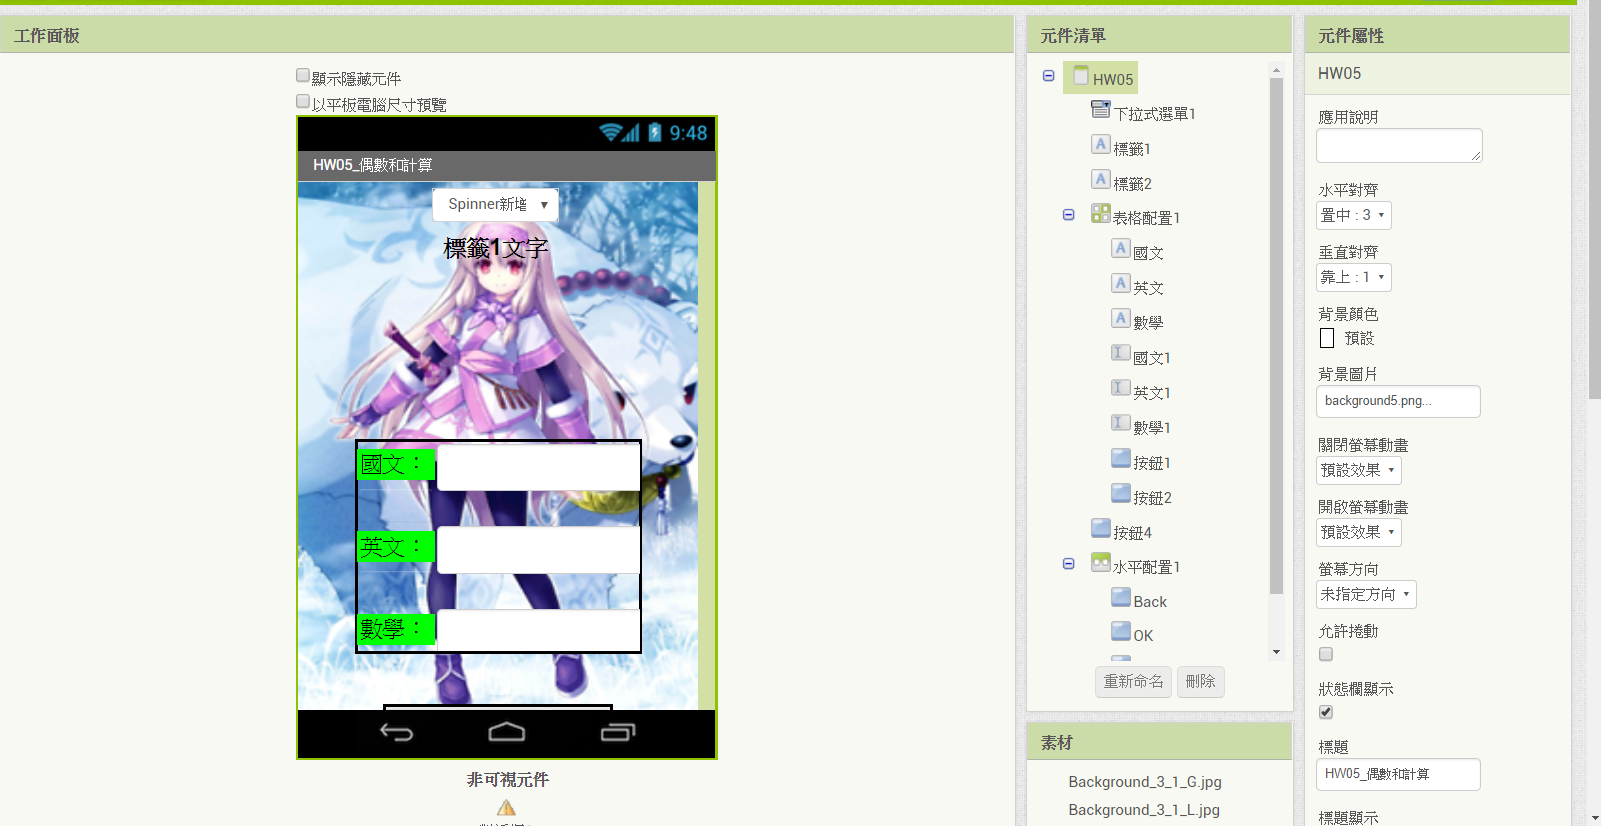 工作面板
顯示隱藏元件
以平板電腦尺寸預覽
9:48
HW05_偶數和計算
Spinner新增
標籤1文字
國文：
英文：
數學：
非可視元件
元件清單
HW05
下拉式選單1
標籤1
標籤2
表格配置1
國文
英文
數學
國文1
英文1
數學1
按鈕1
按鈕2
按鈕4
水平配置1
Back
OK
重新命名
刪除
素材
Background_3_1_G.jpg
Background_3_1_L.jpg
元件屬性
HW05
應用說明
水平對齊
置中 : 3
垂直對齊
靠上 : 1
背景顏色
預設
背景圖片
background5.png...
關閉螢幕動畫
預設效果
開啟螢幕動畫
預設效果
螢幕方向
未指定方向
允許捲動
狀態欄顯示
標題
HW05_偶數和計算
標題顯示